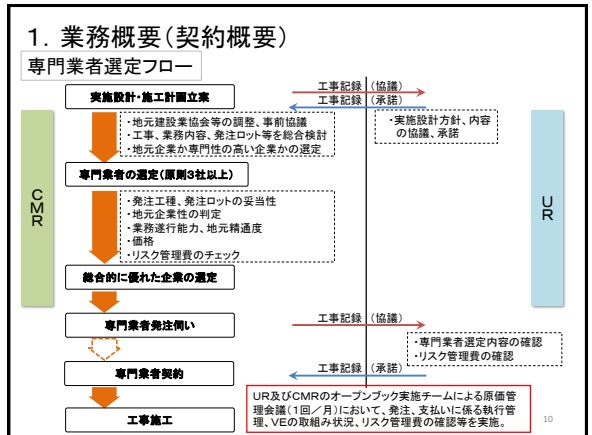 1. 業務概要(契約概要)
専門業者選定フロー
実施設計・施工計画立案
工事記録 (協議)
工事記録 (承諾)
・地元建設業協会等の調整、事前協議
・工事、業務内容、発注ロット等を総合検討
・地元企業か専門性の高い企業かの選定
・実施設計方針、内容
の協議、承諾
専門業者の選定(原則3社以上)
CMR
UR
・発注工種、発注ロットの妥当性
・地元企業性の判定
・業務遂行能力、地元精通度
・価格
・リスク管理費のチェック
総合的に優れた企業の選定
専門業者発注伺い
工事記録 (協議)
・専門業者選定内容の確認
・リスク管理費の確認
専門業者契約
工事記録 (承諾)
UR及びCMRのオープンブック実施チームによる原価管
理会議(1回/月)において、発注、支払いに係る執行管
理、VEの取組み状況、リスク管理費の確認等を実施。
工事施工
10